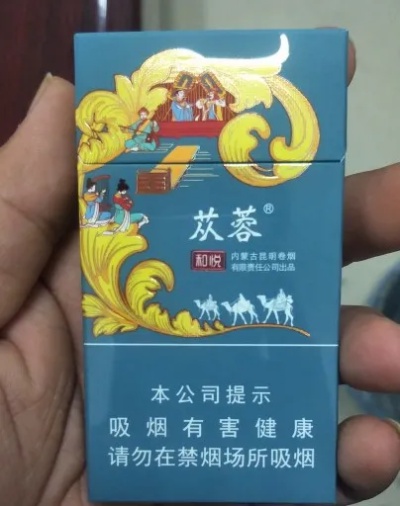 苁蓉®
和悦
内蒙古昆明卷烟
有限责任公司出品
本公司提示
吸烟有害健康
请勿在禁烟场所吸烟